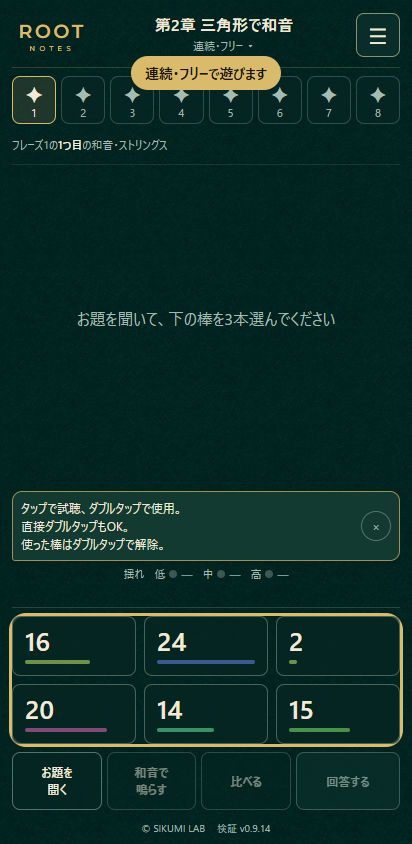 ROOT
NOTES
第2章 三角形で和音
連続・フリー
連続・フリーで遊びます
1 2 3 4 5 6 7 8
フレーズ1の1つ目の和音・ストリングス
お題を聞いて、下の棒を3本選んでください
タップで試聴、ダブルタップで使用。
直接ダブルタップもOK。
使った棒はダブルタップで解除。
×
揺れ 低 — 中 — 高 —
16 24 2
20 14 15
お題を
聞く
和音で
鳴らす
比べる
回答する
© SIKUMI LAB 検証 v0.9.14